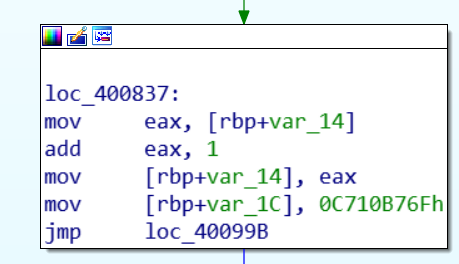 loc_400837:
mov eax, [rbp+var_14]
add eax, 1
mov [rbp+var_14], eax
mov [rbp+var_1C], 0C710B76Fh
jmp loc_40099B